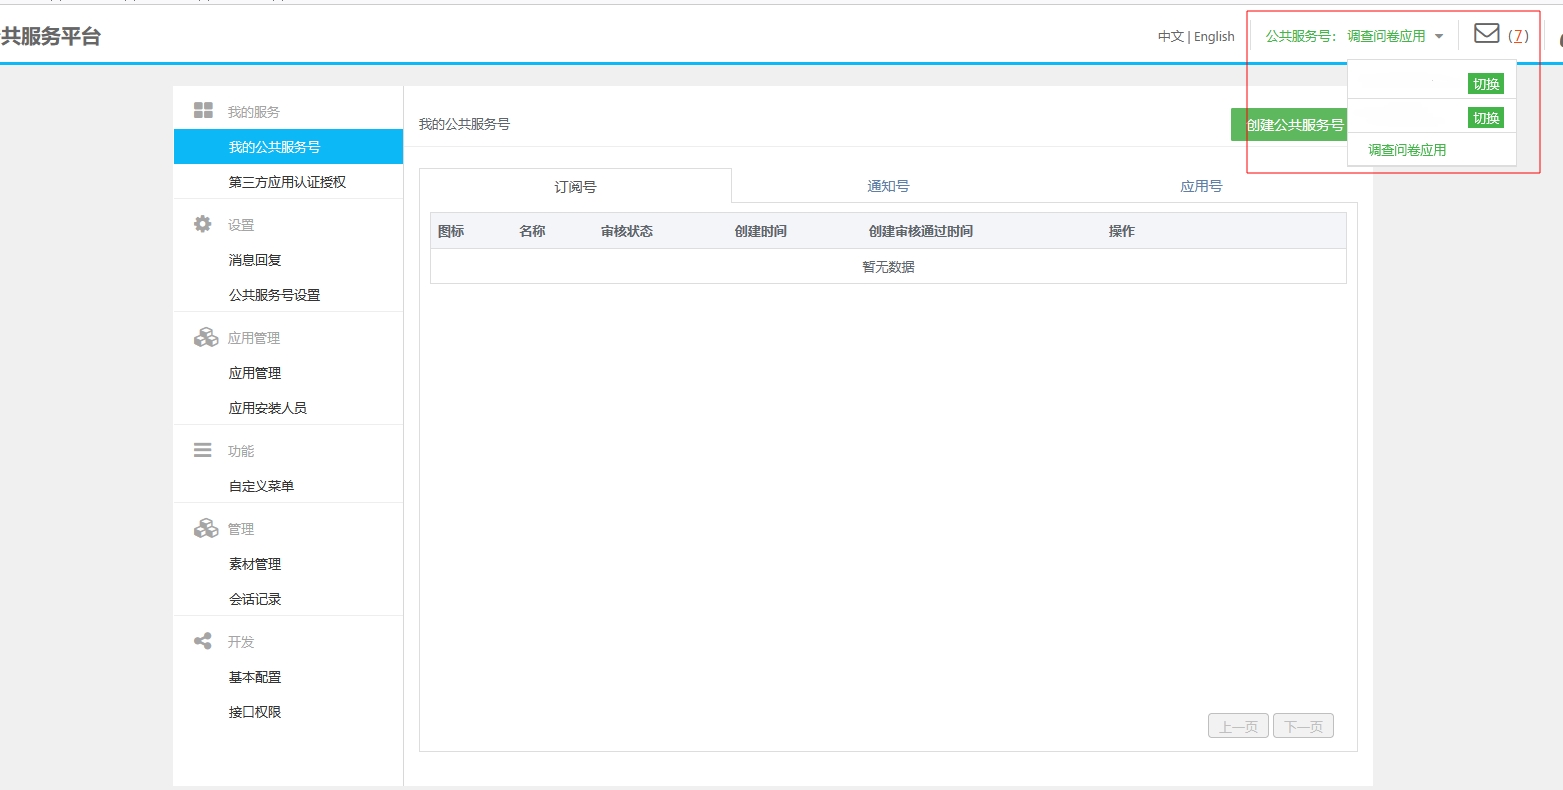 共服务平台
中文 | English
公共服务号： 调查问卷应用
(7)
切换
切换
调查问卷应用
我的服务
我的公共服务号
第三方应用认证授权
设置
消息回复
公共服务号设置
应用管理
应用管理
应用安装人员
功能
自定义菜单
管理
素材管理
会话记录
开发
基本配置
接口权限
我的公共服务号
创建公共服务号
订阅号 通知号 应用号
图标 名称 审核状态 创建时间 创建审核通过时间 操作
暂无数据
上一页 下一页